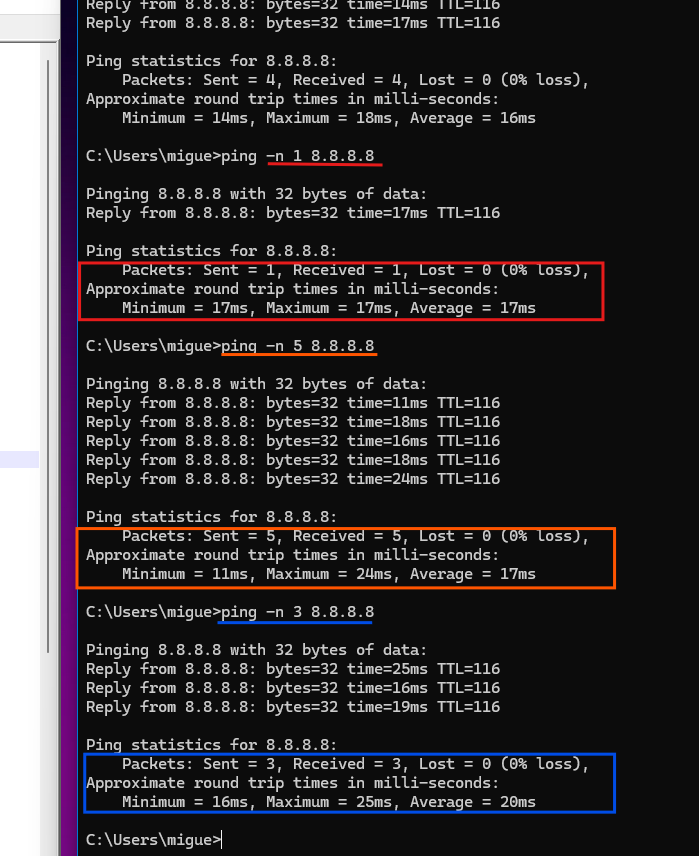 Reply from 8.8.8.8: bytes=32 time=14ms TTL=116
Reply from 8.8.8.8: bytes=32 time=17ms TTL=116
Ping statistics for 8.8.8.8:
Packets: Sent = 4, Received = 4, Lost = 0 (0% loss),
Approximate round trip times in milli-seconds:
Minimum = 14ms, Maximum = 18ms, Average = 16ms
C:\Users\migue>ping -n 1 8.8.8.8
Pinging 8.8.8.8 with 32 bytes of data:
Reply from 8.8.8.8: bytes=32 time=17ms TTL=116
Ping statistics for 8.8.8.8:
Packets: Sent = 1, Received = 1, Lost = 0 (0% loss),
Approximate round trip times in milli-seconds:
Minimum = 17ms, Maximum = 17ms, Average = 17ms
C:\Users\migue>ping -n 5 8.8.8.8
Pinging 8.8.8.8 with 32 bytes of data:
Reply from 8.8.8.8: bytes=32 time=11ms TTL=116
Reply from 8.8.8.8: bytes=32 time=18ms TTL=116
Reply from 8.8.8.8: bytes=32 time=16ms TTL=116
Reply from 8.8.8.8: bytes=32 time=18ms TTL=116
Reply from 8.8.8.8: bytes=32 time=24ms TTL=116
Ping statistics for 8.8.8.8:
Packets: Sent = 5, Received = 5, Lost = 0 (0% loss),
Approximate round trip times in milli-seconds:
Minimum = 11ms, Maximum = 24ms, Average = 17ms
C:\Users\migue>ping -n 3 8.8.8.8
Pinging 8.8.8.8 with 32 bytes of data:
Reply from 8.8.8.8: bytes=32 time=25ms TTL=116
Reply from 8.8.8.8: bytes=32 time=16ms TTL=116
Reply from 8.8.8.8: bytes=32 time=19ms TTL=116
Ping statistics for 8.8.8.8:
Packets: Sent = 3, Received = 3, Lost = 0 (0% loss),
Approximate round trip times in milli-seconds:
Minimum = 16ms, Maximum = 25ms, Average = 20ms
C:\Users\migue>